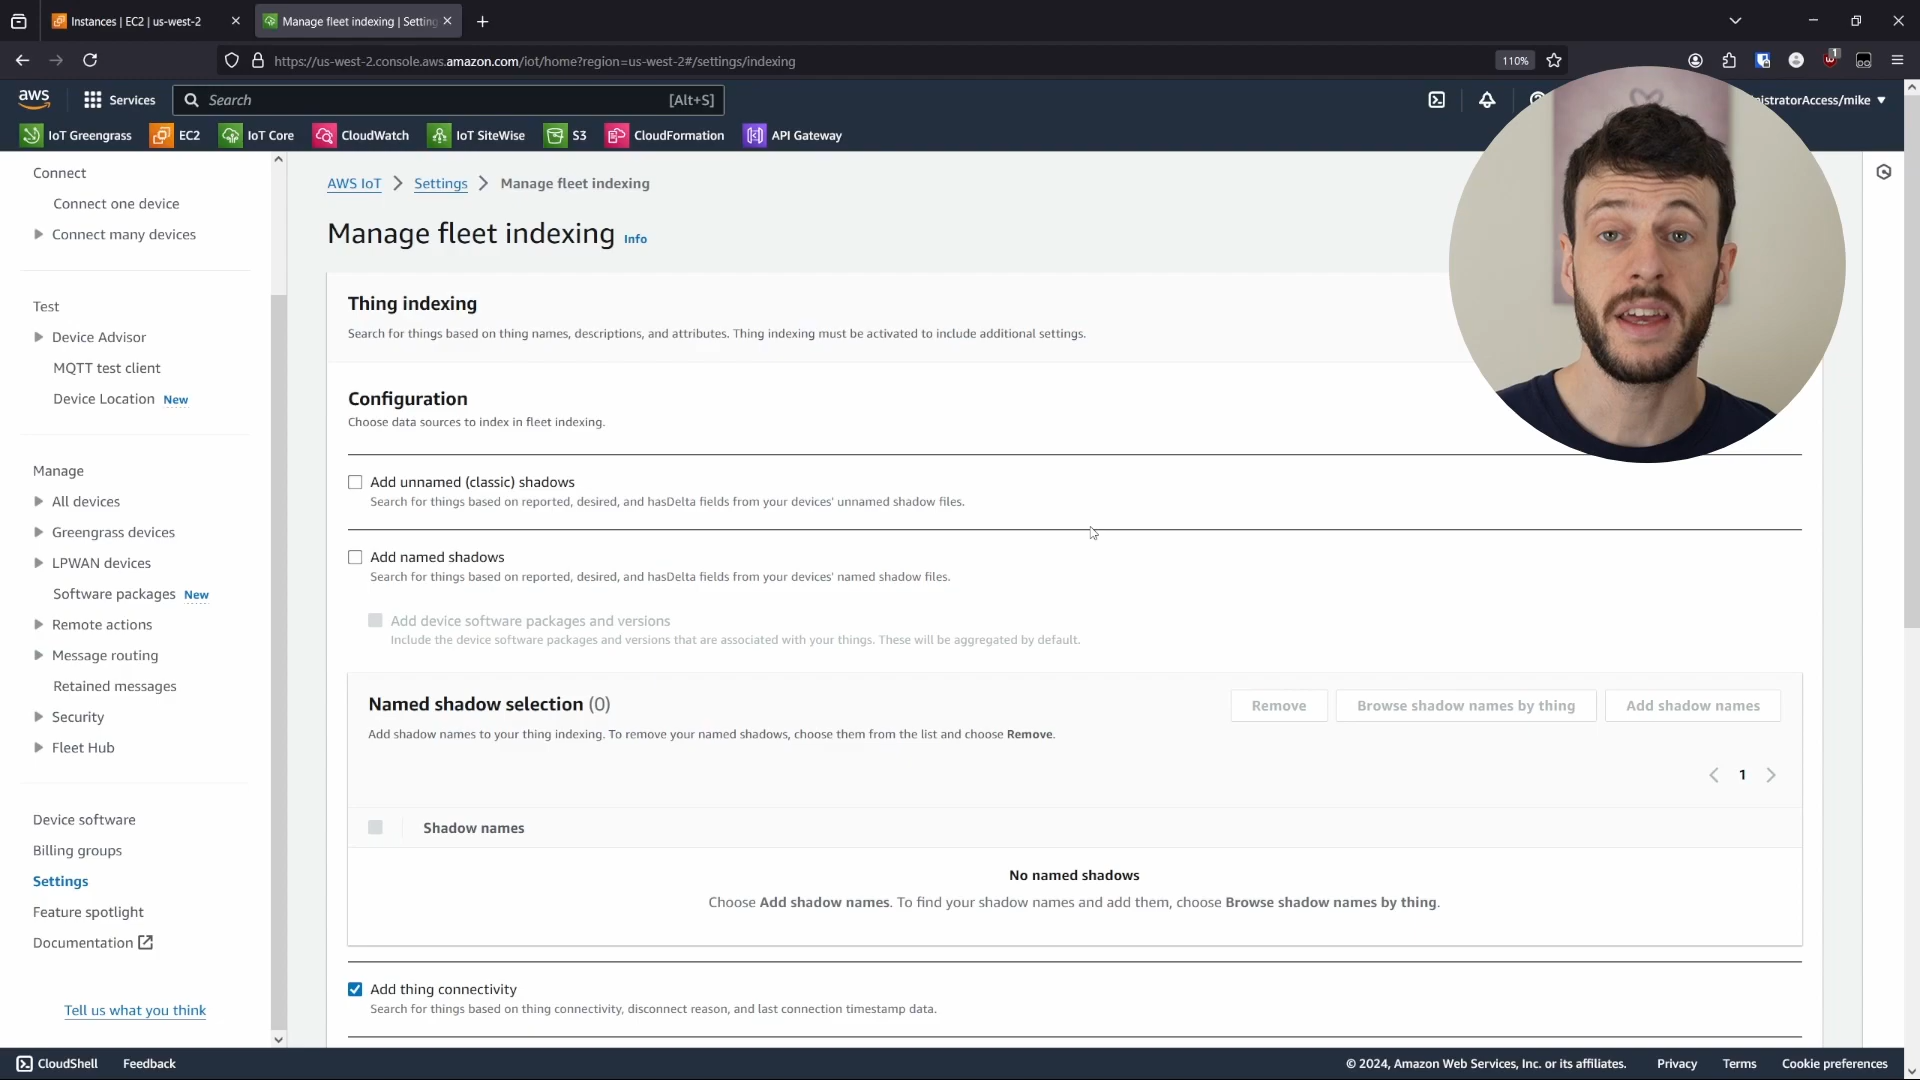 Instances | EC2 | us-west-2
Manage fleet indexing | Setting
https://us-west-2.console.aws.amazon.com/iot/home?region=us-west-2#/settings/indexing
110%
1
aws
Services
Search
[Alt+S]
istratorAccess/mike
IoT Greengrass
EC2
IoT Core
CloudWatch
IoT SiteWise
S3
CloudFormation
API Gateway
Connect
Connect one device
Connect many devices
Test
Device Advisor
MQTT test client
Device Location New
Manage
All devices
Greengrass devices
LPWAN devices
Software packages New
Remote actions
Message routing
Retained messages
Security
Fleet Hub
Device software
Billing groups
Settings
Feature spotlight
Documentation
Tell us what you think
AWS IoT > Settings > Manage fleet indexing
Manage fleet indexing Info
Thing indexing
Search for things based on thing names, descriptions, and attributes. Thing indexing must be activated to include additional settings.
Configuration
Choose data sources to index in fleet indexing.
Add unnamed (classic) shadows
Search for things based on reported, desired, and hasDelta fields from your devices' unnamed shadow files.
Add named shadows
Search for things based on reported, desired, and hasDelta fields from your devices' named shadow files.
Add device software packages and versions
Include the device software packages and versions that are associated with your things. These will be aggregated by default.
Named shadow selection (0)
Remove
Browse shadow names by thing
Add shadow names
Add shadow names to your thing indexing. To remove your named shadows, choose them from the list and choose Remove.
1
Shadow names
No named shadows
Choose Add shadow names. To find your shadow names and add them, choose Browse shadow names by thing.
Add thing connectivity
Search for things based on thing connectivity, disconnect reason, and last connection timestamp data.
CloudShell
Feedback
© 2024, Amazon Web Services, Inc. or its affiliates.
Privacy
Terms
Cookie preferences